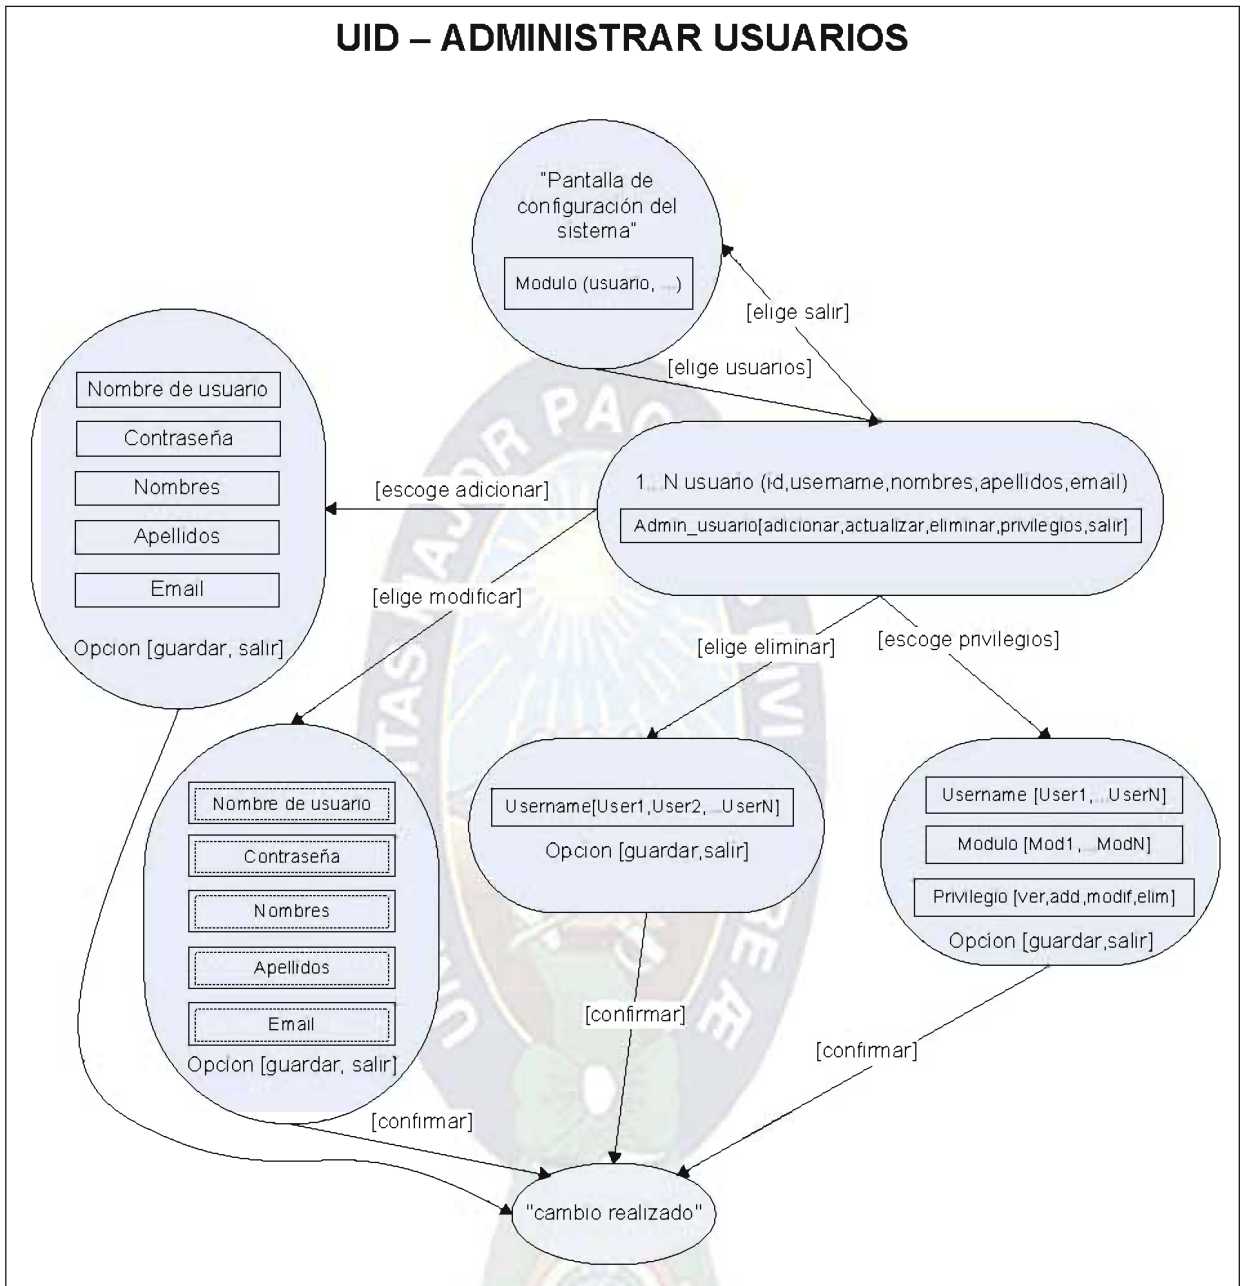 UID – ADMINISTRAR USUARIOS
"Pantalla de
configuración del
sistema"
Modulo (usuario, ...)
[elige salir]
[elige usuarios]
Nombre de usuario
Contraseña
Nombres
Apellidos
Email
Opcion [guardar, salir]
[escoge adicionar]
1...N usuario (id,username,nombres,apellidos,email)
Admin_usuario[adicionar,actualizar,eliminar,privilegios,salir]
[elige modificar]
[elige eliminar]
[escoge privilegios]
Nombre de usuario
Contraseña
Nombres
Apellidos
Email
Opcion [guardar, salir]
Username[User1,User2,...UserN]
Opcion [guardar,salir]
Username [User1,...UserN]
Modulo [Mod1,...ModN]
Privilegio [ver,add,modif,elim]
Opcion [guardar,salir]
[confirmar]
[confirmar]
[confirmar]
"cambio realizado"